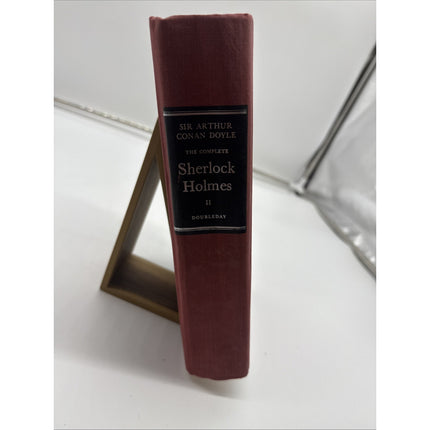 SIR ARTHUR
CONAN DOYLE
THE COMPLETE
Sherlock
Holmes
II
DOUBLEDAY